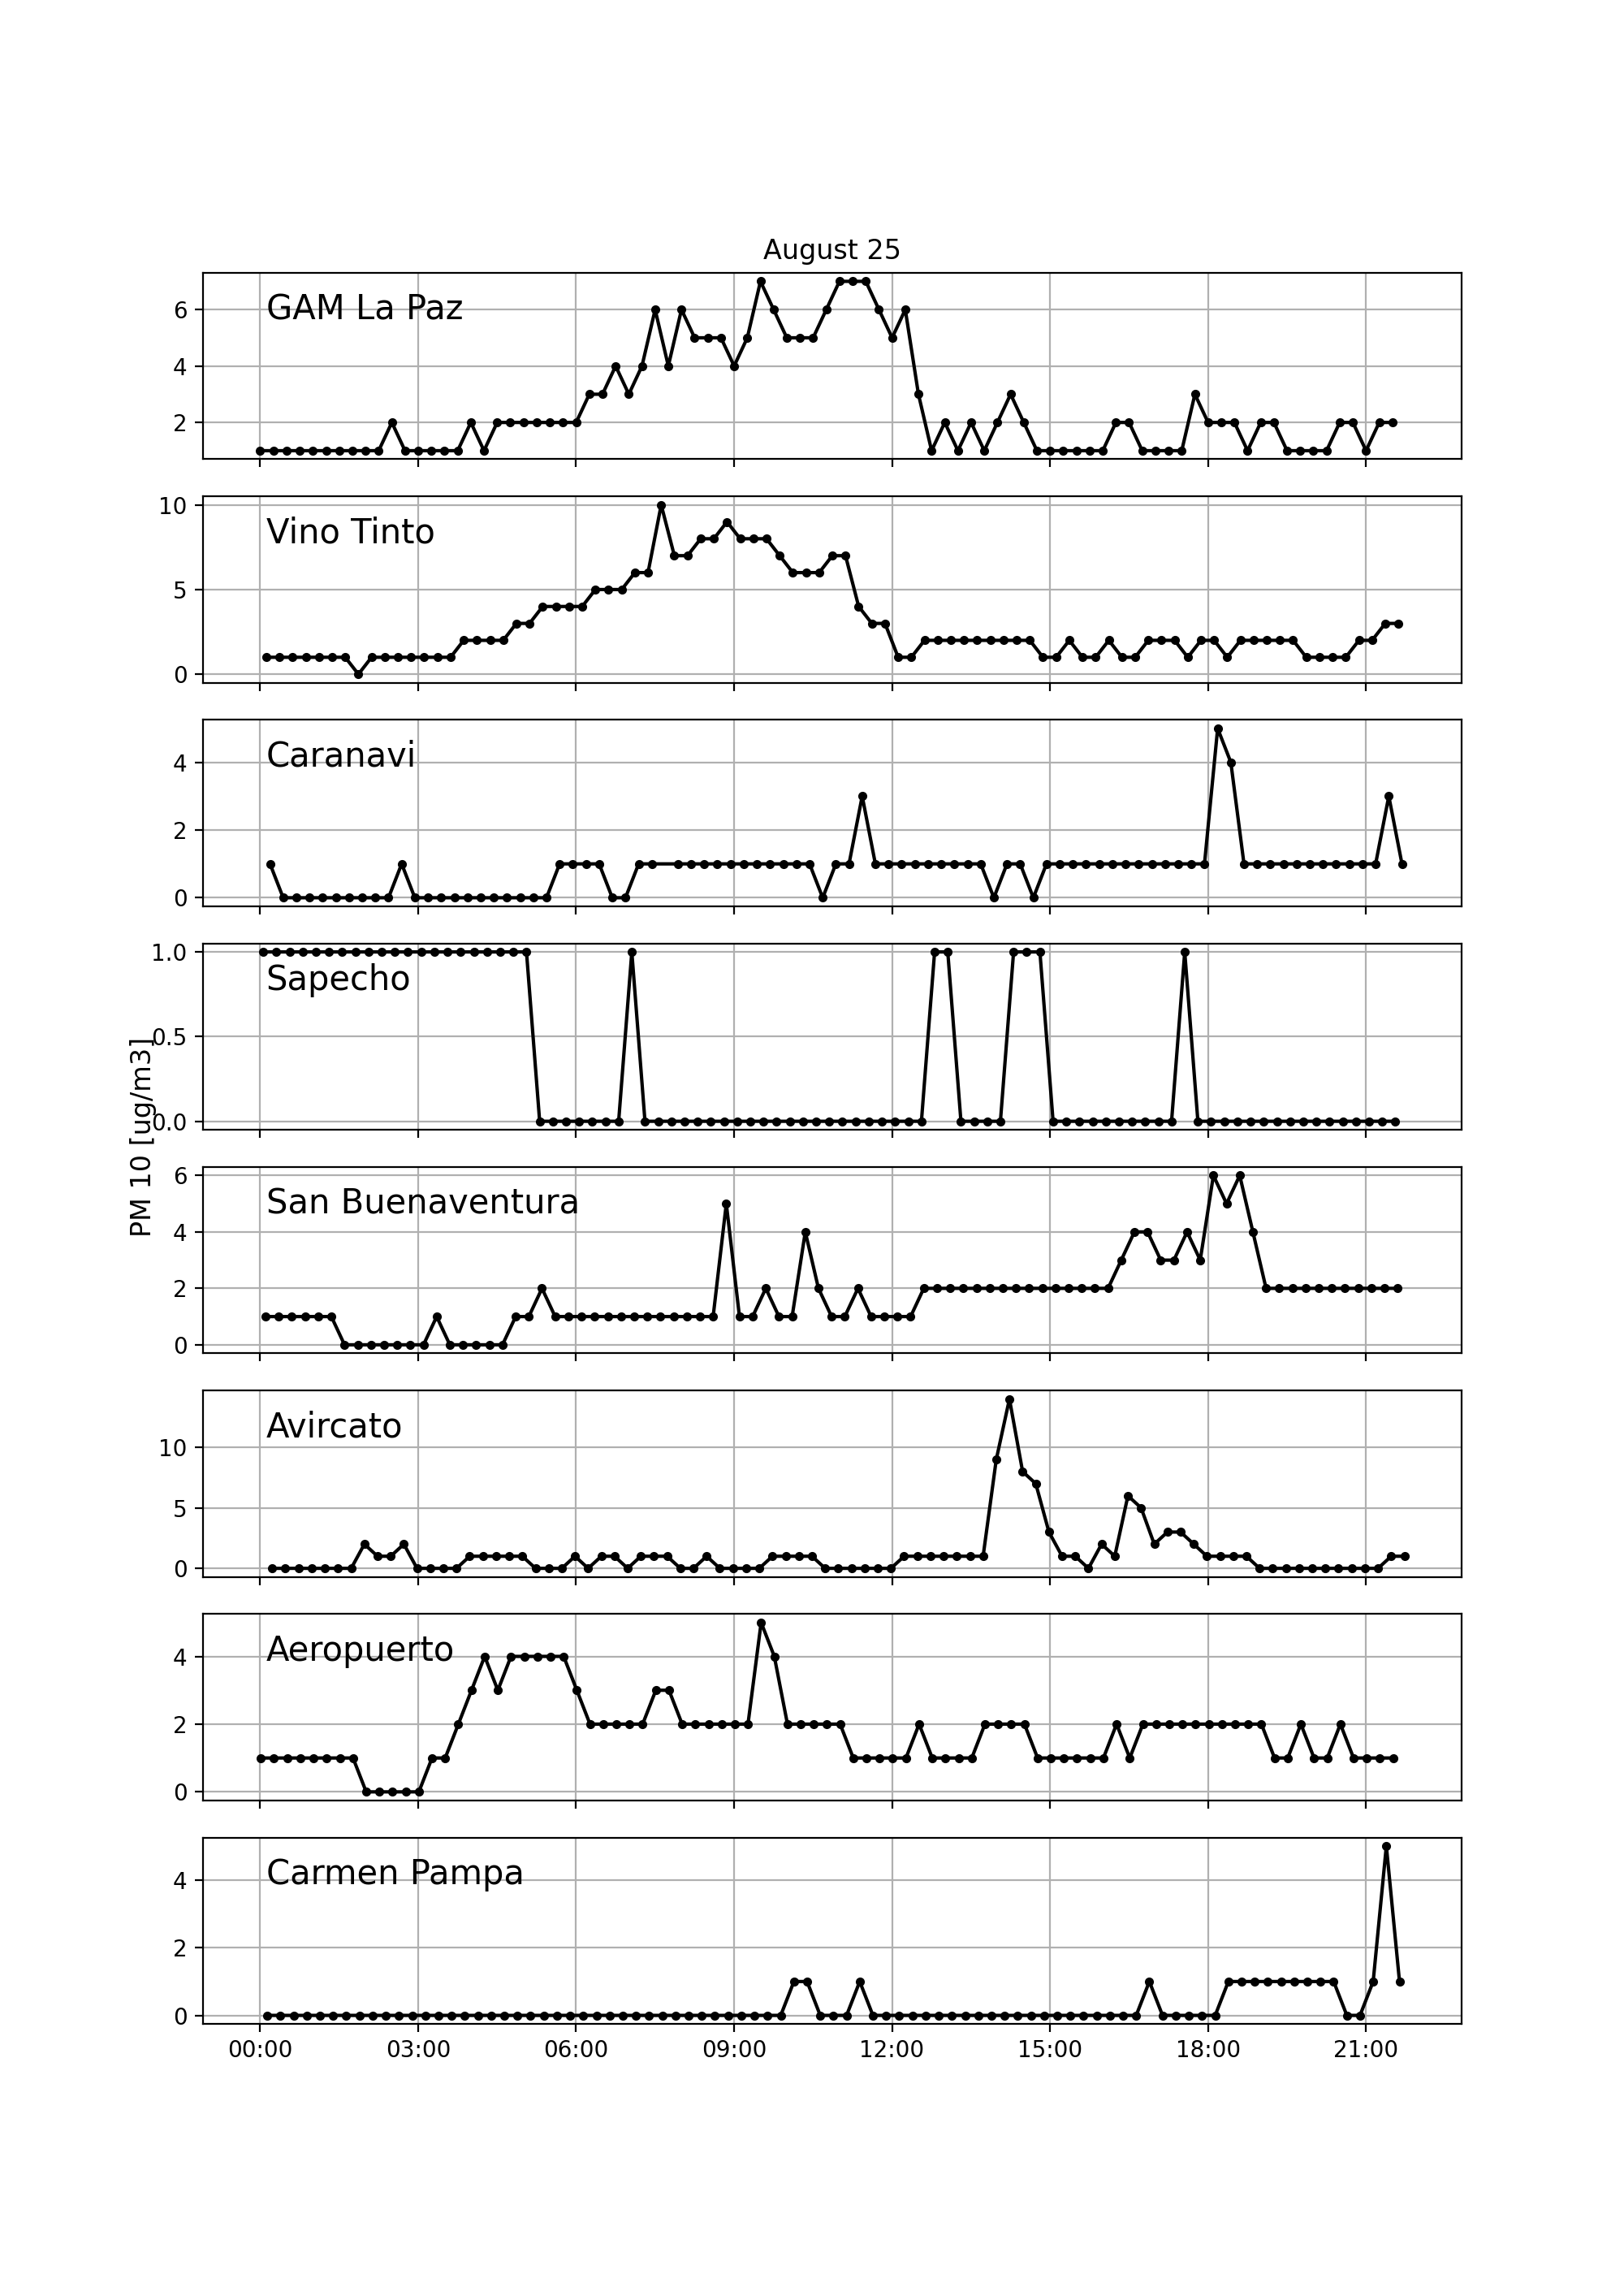 August 25
GAM La Paz
6
4
2
Vino Tinto
10
5
0
Caranavi
4
2
0
Sapecho
1.0
0.5
0.0
PM 10 [ug/m3]
San Buenaventura
6
4
2
0
Avircato
10
5
0
Aeropuerto
4
2
0
Carmen Pampa
4
2
0
00:00 03:00 06:00 09:00 12:00 15:00 18:00 21:00